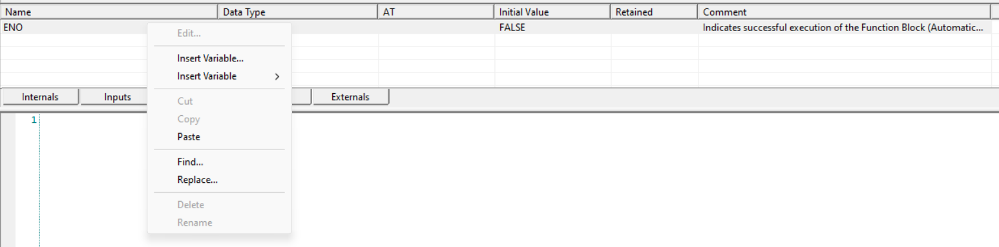 Name Data Type AT Initial Value Retained Comment
ENO FALSE Indicates successful execution of the Function Block (Automatic...
Edit...
Insert Variable...
Insert Variable
Cut
Copy
Paste
Find...
Replace...
Delete
Rename
Internals Inputs Externals
1